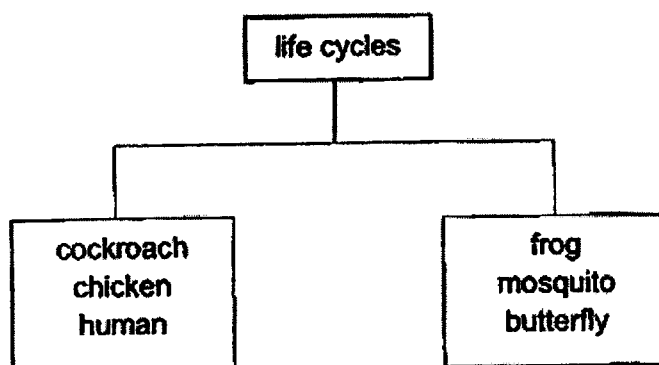 life cycles
cockroach
chicken
human
frog
mosquito
butterfly